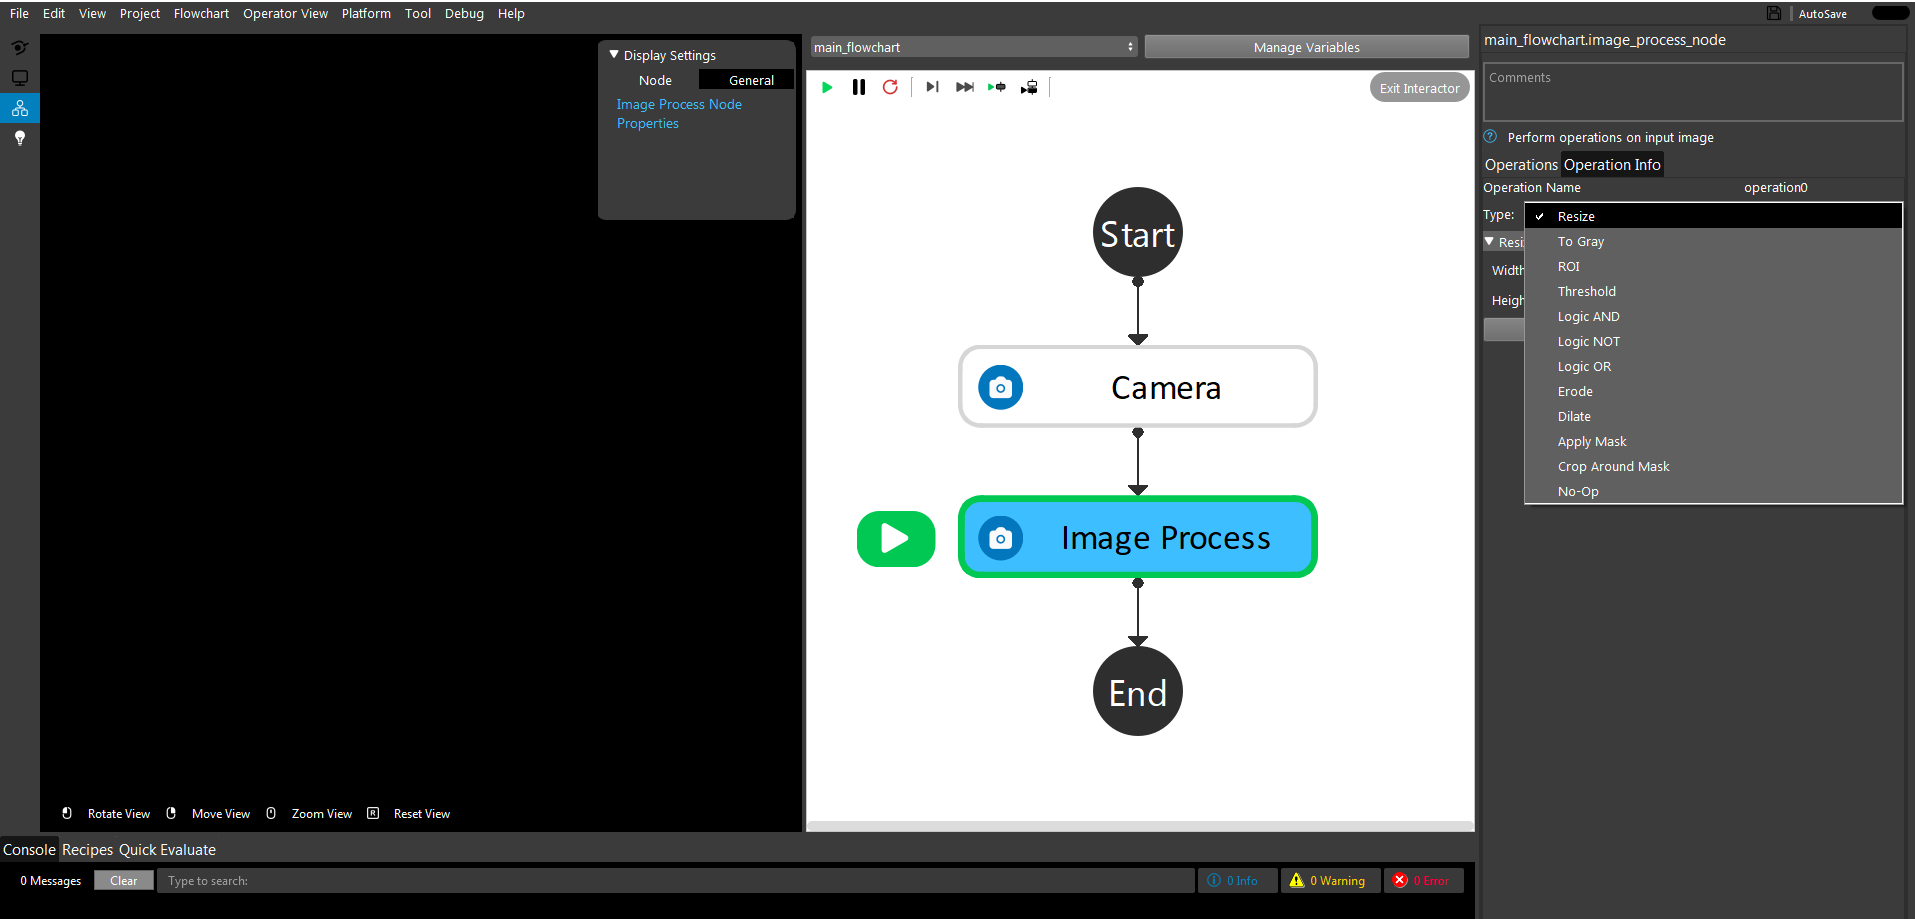 File Edit View Project Flowchart Operator View Platform Tool Debug Help
AutoSave
Display Settings
Node General
Image Process Node
Properties
Rotate View Move View Zoom View R Reset View
main_flowchart Manage Variables
Exit Interactor
Start
Camera
Image Process
End
main_flowchart.image_process_node
Comments
? Perform operations on input image
Operations Operation Info
Operation Name operation0
Type:
Resize
To Gray
ROI
Threshold
Logic AND
Logic NOT
Logic OR
Erode
Dilate
Apply Mask
Crop Around Mask
No-Op
Resi
Width
Heigh
Console Recipes Quick Evaluate
0 Messages Clear Type to search: 0 Info 0 Warning 0 Error